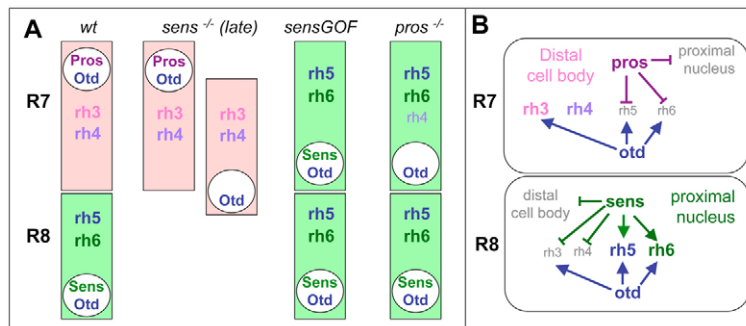 A
wt
sens -/- (late)
sensGOF
pros -/-
R7
Pros
Otd
rh3
rh4
Pros
Otd
rh3
rh4
rh3
rh4
Otd
rh5
rh6
Sens
Otd
rh5
rh6
rh4
Otd
R8
rh5
rh6
Sens
Otd
rh5
rh6
Sens
Otd
rh5
rh6
Sens
Otd
B
R7
Distal
cell body
pros
proximal
nucleus
rh3 rh4 rh5 rh6
otd
R8
distal
cell body
sens
proximal
nucleus
rh3 rh4 rh5 rh6
otd